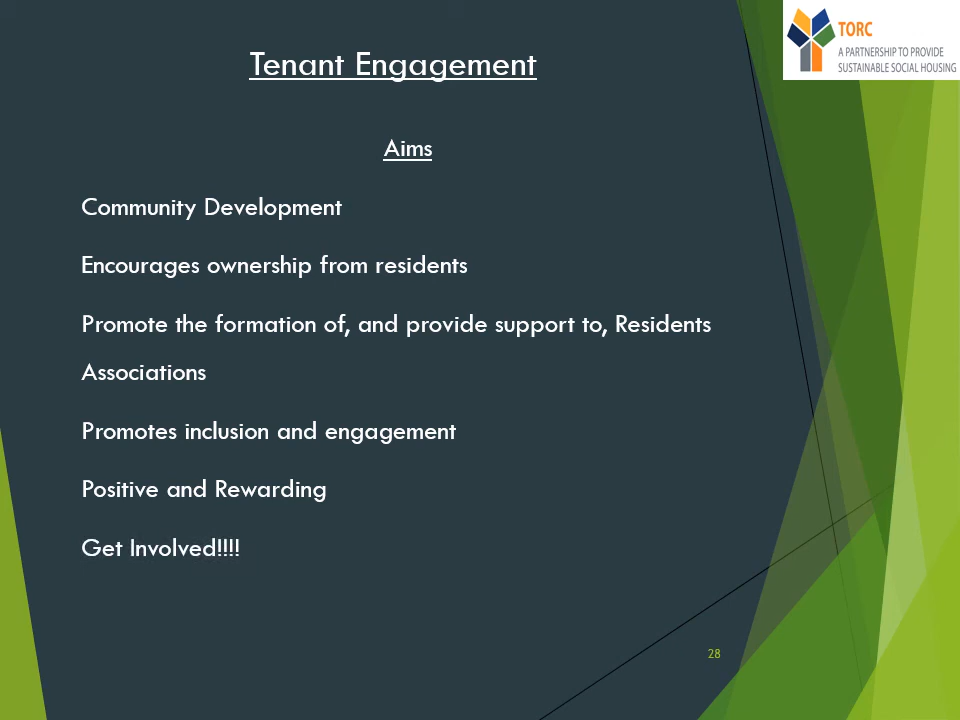 TORC
A PARTNERSHIP TO PROVIDE
SUSTAINABLE SOCIAL HOUSING
Tenant Engagement
Aims
Community Development
Encourages ownership from residents
Promote the formation of, and provide support to, Residents
Associations
Promotes inclusion and engagement
Positive and Rewarding
Get Involved!!!!
28